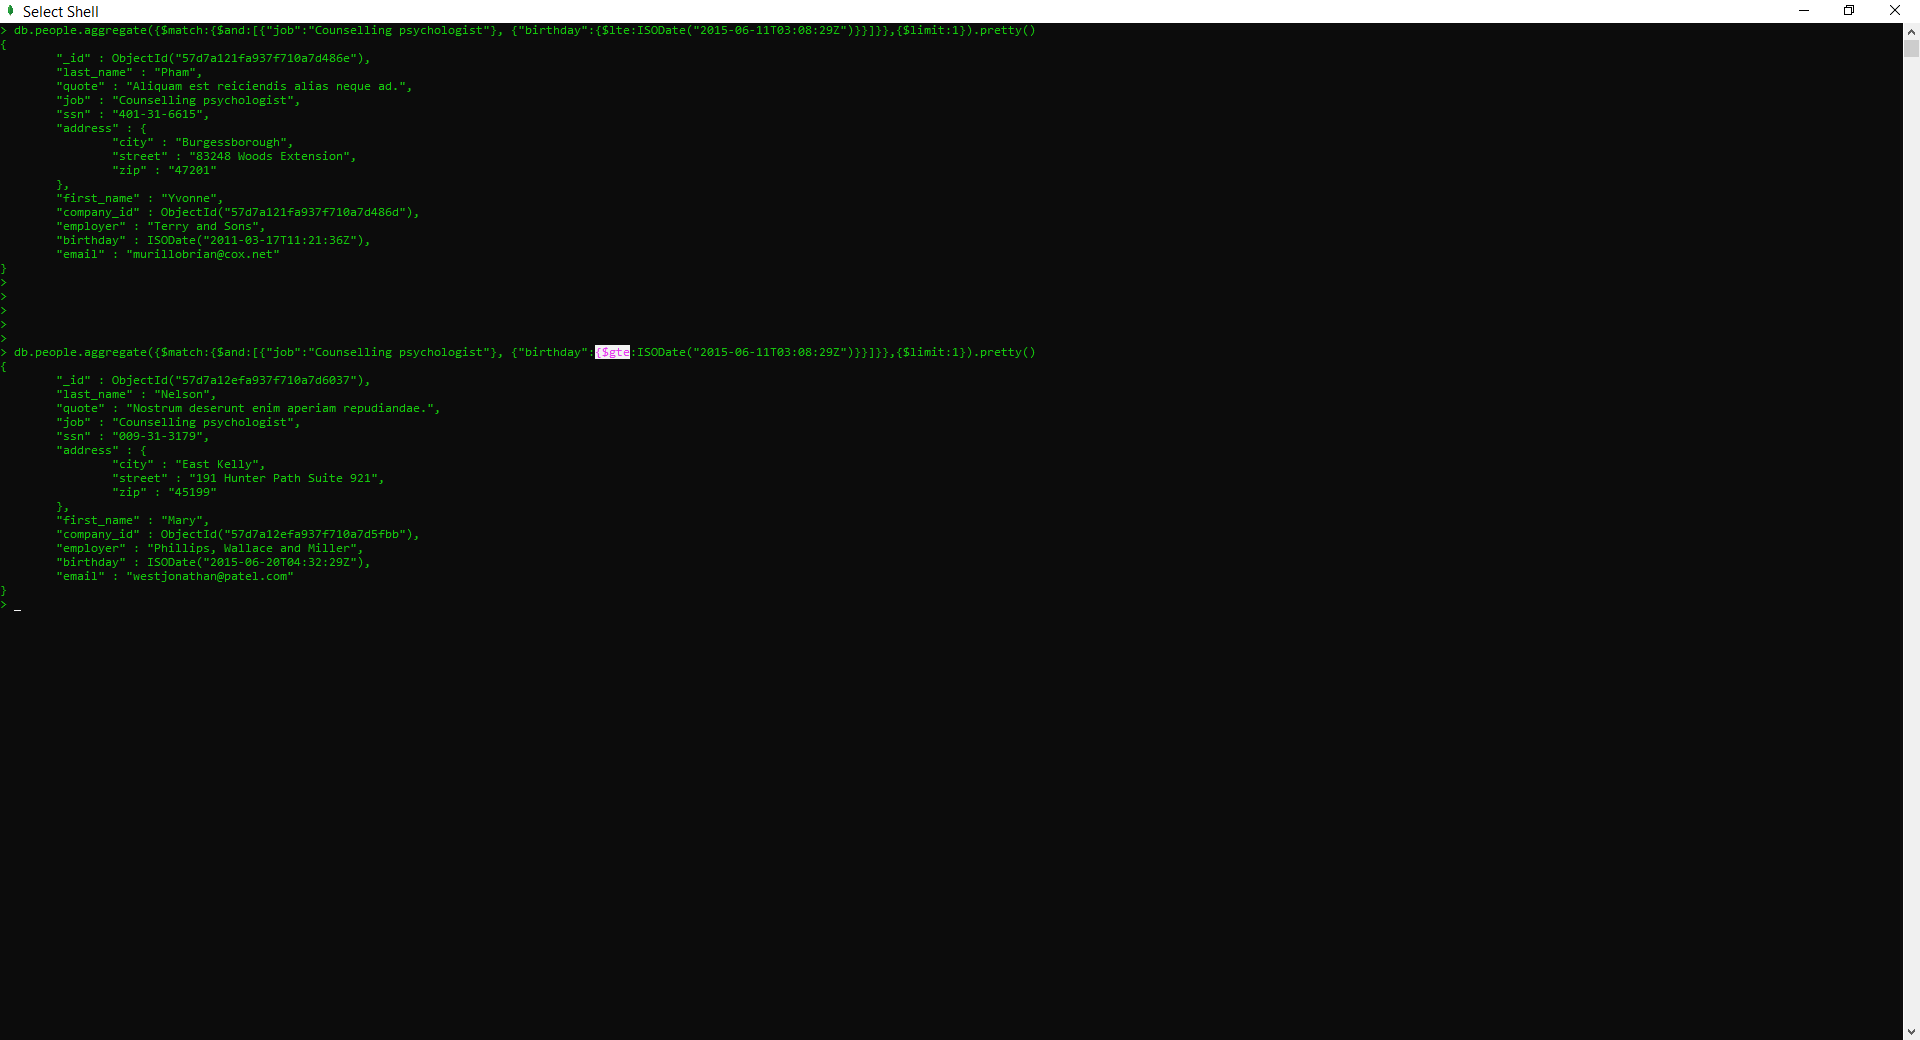 Select Shell
> db.people.aggregate({$match:{$and:[{"job":"Counselling psychologist"}, {"birthday":{$lte:ISODate("2015-06-11T03:08:29Z")}}]}},{$limit:1}).pretty()
{
        "_id" : ObjectId("57d7a121fa937f710a7d486e"),
        "last_name" : "Pham",
        "quote" : "Aliquam est reiciendis alias neque ad.",
        "job" : "Counselling psychologist",
        "ssn" : "401-31-6615",
        "address" : {
                "city" : "Burgessborough",
                "street" : "83248 Woods Extension",
                "zip" : "47201"
        },
        "first_name" : "Yvonne",
        "company_id" : ObjectId("57d7a121fa937f710a7d486d"),
        "employer" : "Terry and Sons",
        "birthday" : ISODate("2011-03-17T11:21:36Z"),
        "email" : "murillobrian@cox.net"
}
>
>
>
>
>
> db.people.aggregate({$match:{$and:[{"job":"Counselling psychologist"}, {"birthday":{$gte:ISODate("2015-06-11T03:08:29Z")}}]}},{$limit:1}).pretty()
{
        "_id" : ObjectId("57d7a12efa937f710a7d6037"),
        "last_name" : "Nelson",
        "quote" : "Nostrum deserunt enim aperiam repudiandae.",
        "job" : "Counselling psychologist",
        "ssn" : "009-31-3179",
        "address" : {
                "city" : "East Kelly",
                "street" : "191 Hunter Path Suite 921",
                "zip" : "45199"
        },
        "first_name" : "Mary",
        "company_id" : ObjectId("57d7a12efa937f710a7d5fbb"),
        "employer" : "Phillips, Wallace and Miller",
        "birthday" : ISODate("2015-06-20T04:32:29Z"),
        "email" : "westjonathan@patel.com"
}
> _